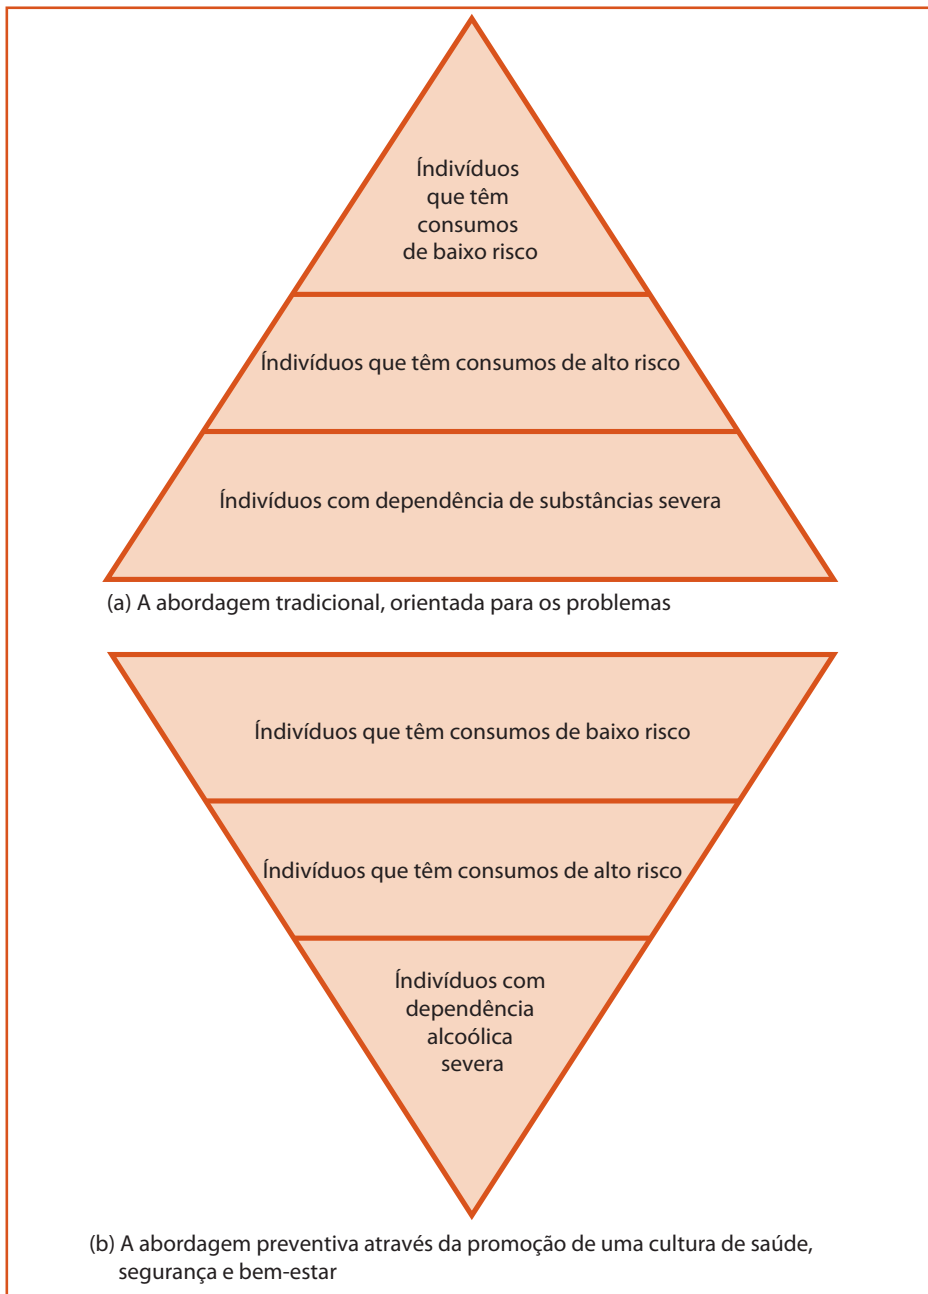 Índivíduos
que têm
consumos
de baixo risco
Índivíduos que têm consumos de alto risco
Índivíduos com dependência de substâncias severa
(a) A abordagem tradicional, orientada para os problemas
Índivíduos que têm consumos de baixo risco
Índivíduos que têm consumos de alto risco
Índivíduos com
dependência
alcoólica
severa
(b) A abordagem preventiva através da promoção de uma cultura de saúde,
segurança e bem-estar